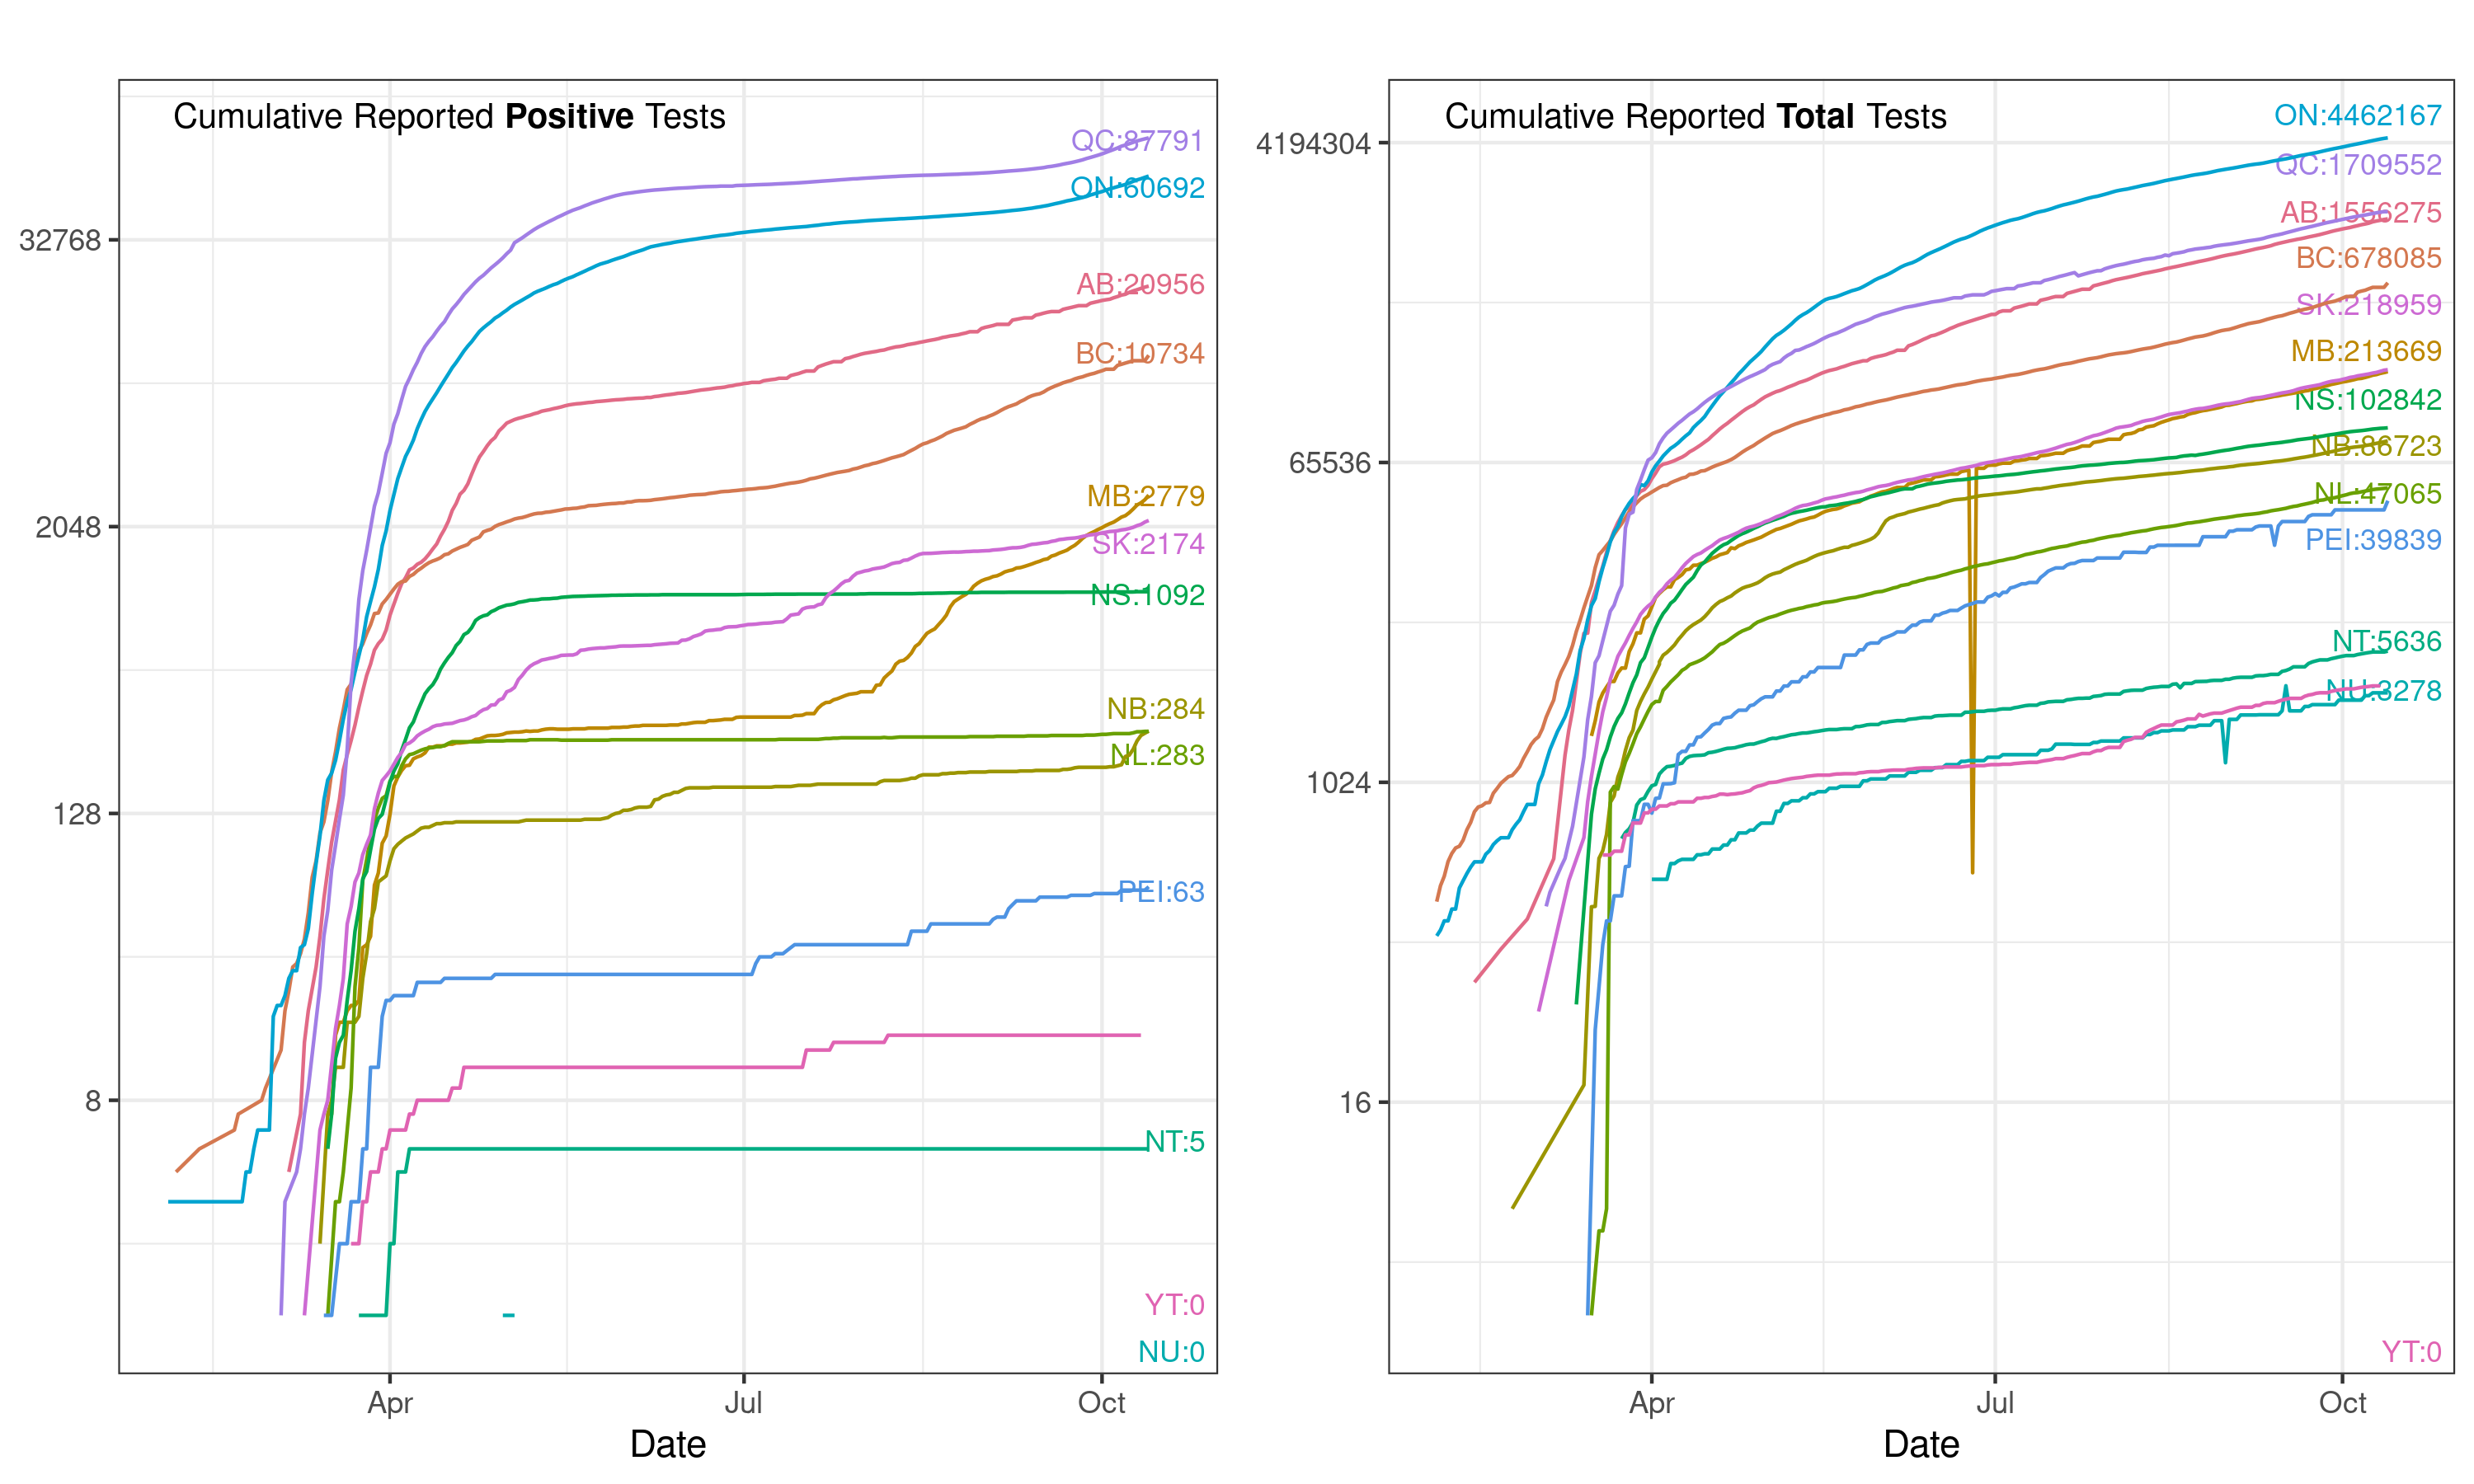 Cumulative Reported Positive Tests
QC:87791
ON:60692
32768
AB:20956
BC:10734
MB:2779
2048
SK:2174
NS:1092
NB:284
NL:283
128
PEI:63
8
NT:5
YT:0
NU:0
Apr
Jul
Oct
Date
Cumulative Reported Total Tests
ON:4462167
4194304
QC:1709552
AB:1556275
BC:678085
SK:218959
MB:213669
NS:102842
NB:86723
65536
NL:47065
PEI:39839
NT:5636
NU:3278
1024
16
YT:0
Apr
Jul
Oct
Date